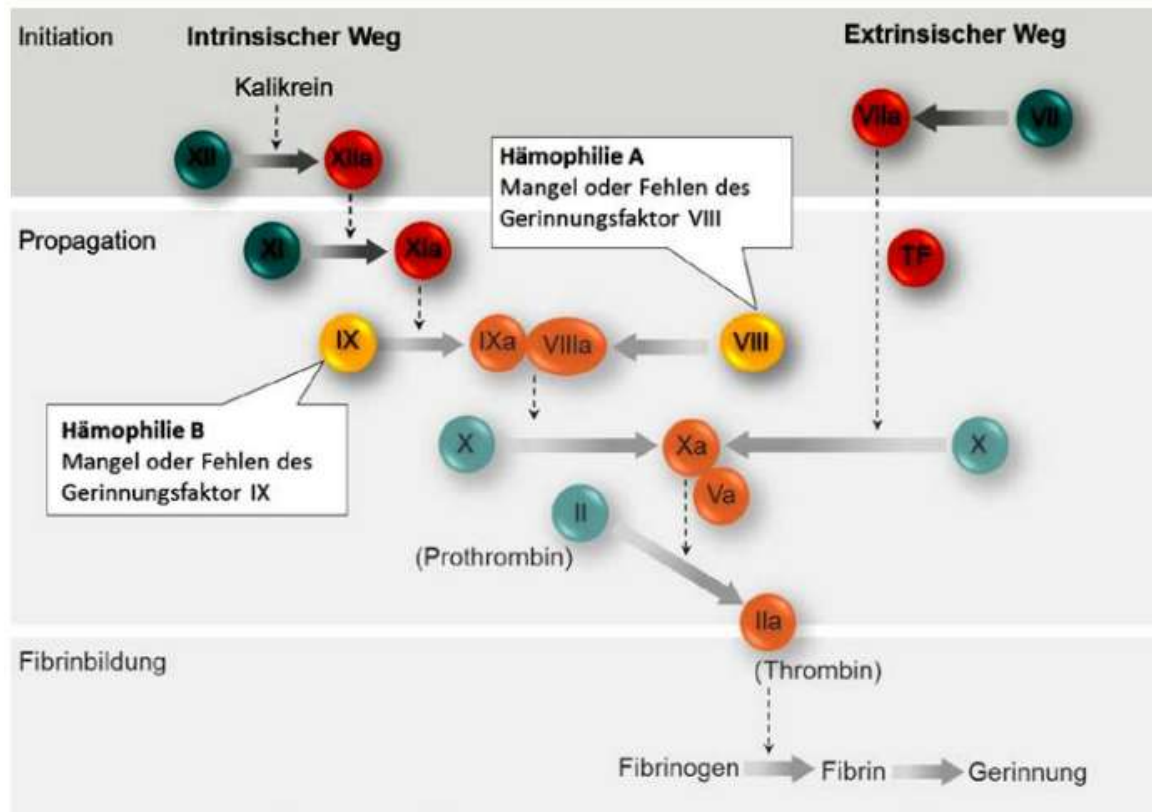 Initiation
Intrinsischer Weg
Extrinsischer Weg
Kalikrein
XII
XIIa
VIIa
VII
Hämophilie A
Mangel oder Fehlen des
Gerinnungsfaktor VIII
Propagation
XI
XIa
TF
IX
IXa
VIIIa
VIII
Hämophilie B
Mangel oder Fehlen des
Gerinnungsfaktor IX
X
Xa
X
Va
II
(Prothrombin)
IIa
(Thrombin)
Fibrinbildung
Fibrinogen
Fibrin
Gerinnung